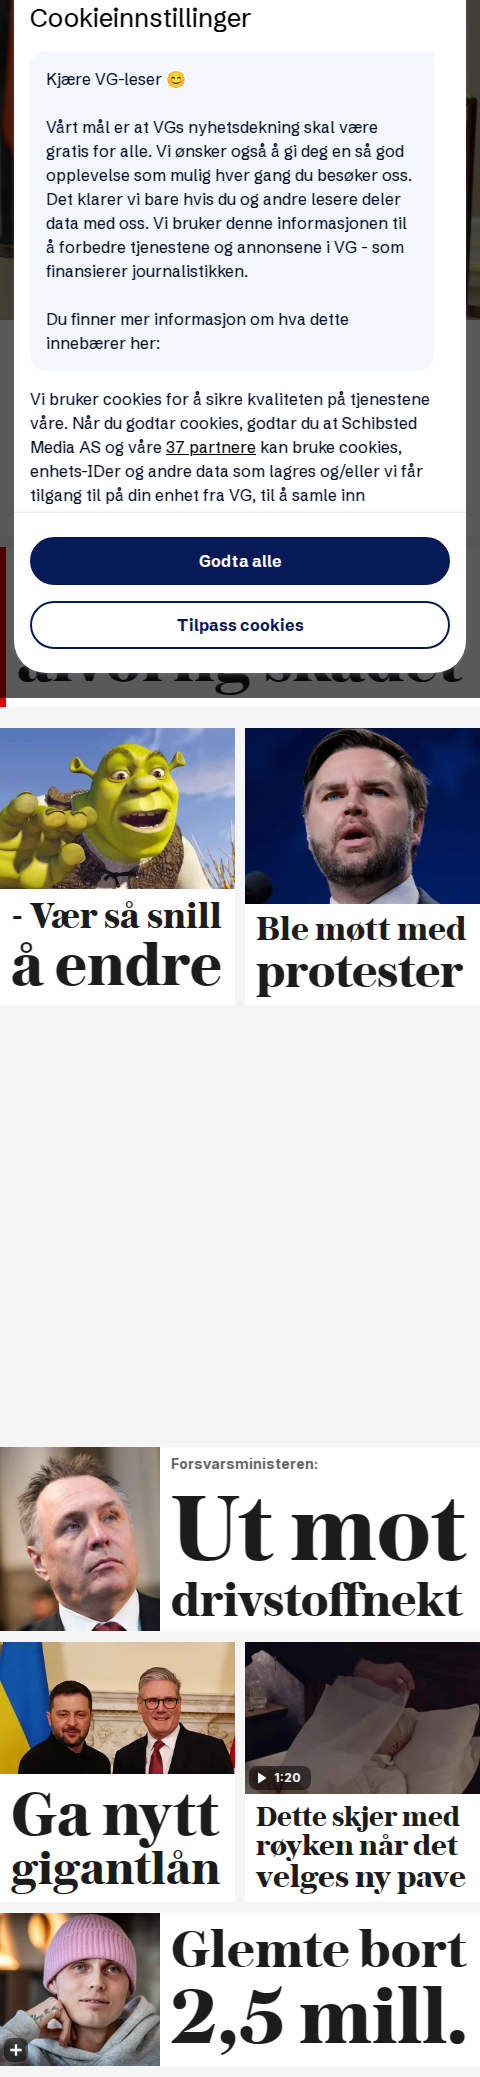 Cookieinnstillinger
Kjære VG-leser 😊
Vårt mål er at VGs nyhetsdekning skal være
gratis for alle. Vi ønsker også å gi deg en så god
opplevelse som mulig hver gang du besøker oss.
Det klarer vi bare hvis du og andre lesere deler
data med oss. Vi bruker denne informasjonen til
å forbedre tjenestene og annonsene i VG - som
finansierer journalistikken.
Du finner mer informasjon om hva dette
innebærer her:
Vi bruker cookies for å sikre kvaliteten på tjenestene
våre. Når du godtar cookies, godtar du at Schibsted
Media AS og våre 37 partnere kan bruke cookies,
enhets-IDer og andre data som lagres og/eller vi får
tilgang til på din enhet fra VG, til å samle inn
Godta alle
Tilpass cookies
alvorlig skadet
- Vær så snill
å endre
Ble møtt med
protester
Forsvarsministeren:
Ut mot
drivstoffnekt
Ga nytt
gigantlån
1:20
Dette skjer med
røyken når det
velges ny pave
Glemte bort
2,5 mill.